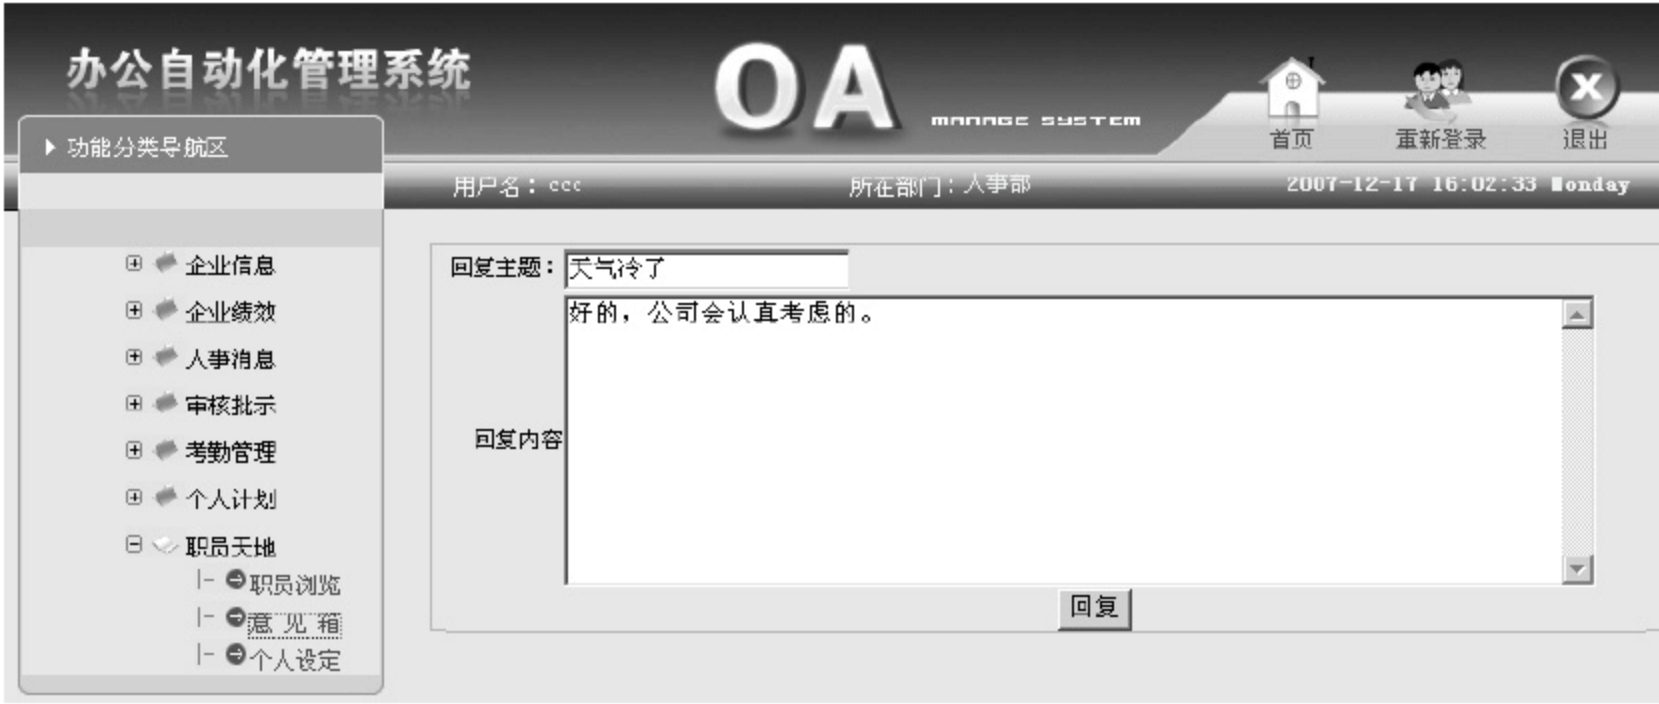 办公自动化管理系统
OA MANAGE SYSTEM
首页 重新登录 退出
功能分类导航区
用户名：ccc 所在部门：人事部 2007-12-17 16:02:33 Monday
企业信息
企业绩效
人事消息
审核批示
考勤管理
个人计划
职员天地
职员浏览
意 见 箱
个人设定
回复主题：天气冷了
回复内容
好的，公司会认真考虑的。
回复